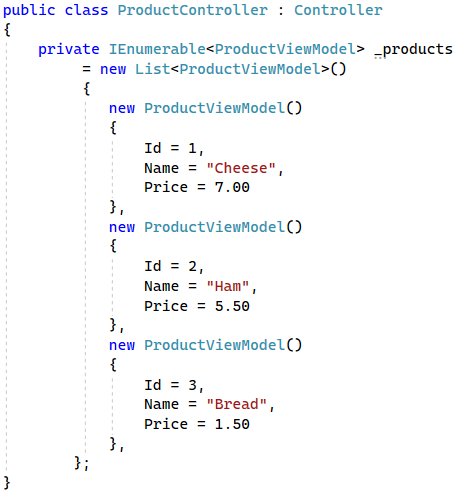 public class ProductController : Controller
{
    private IEnumerable<ProductViewModel> _products
         = new List<ProductViewModel>()
         {
            new ProductViewModel()
            {
                Id = 1,
                Name = "Cheese",
                Price = 7.00
            },
            new ProductViewModel()
            {
                Id = 2,
                Name = "Ham",
                Price = 5.50
            },
            new ProductViewModel()
            {
                Id = 3,
                Name = "Bread",
                Price = 1.50
            },
        };
}